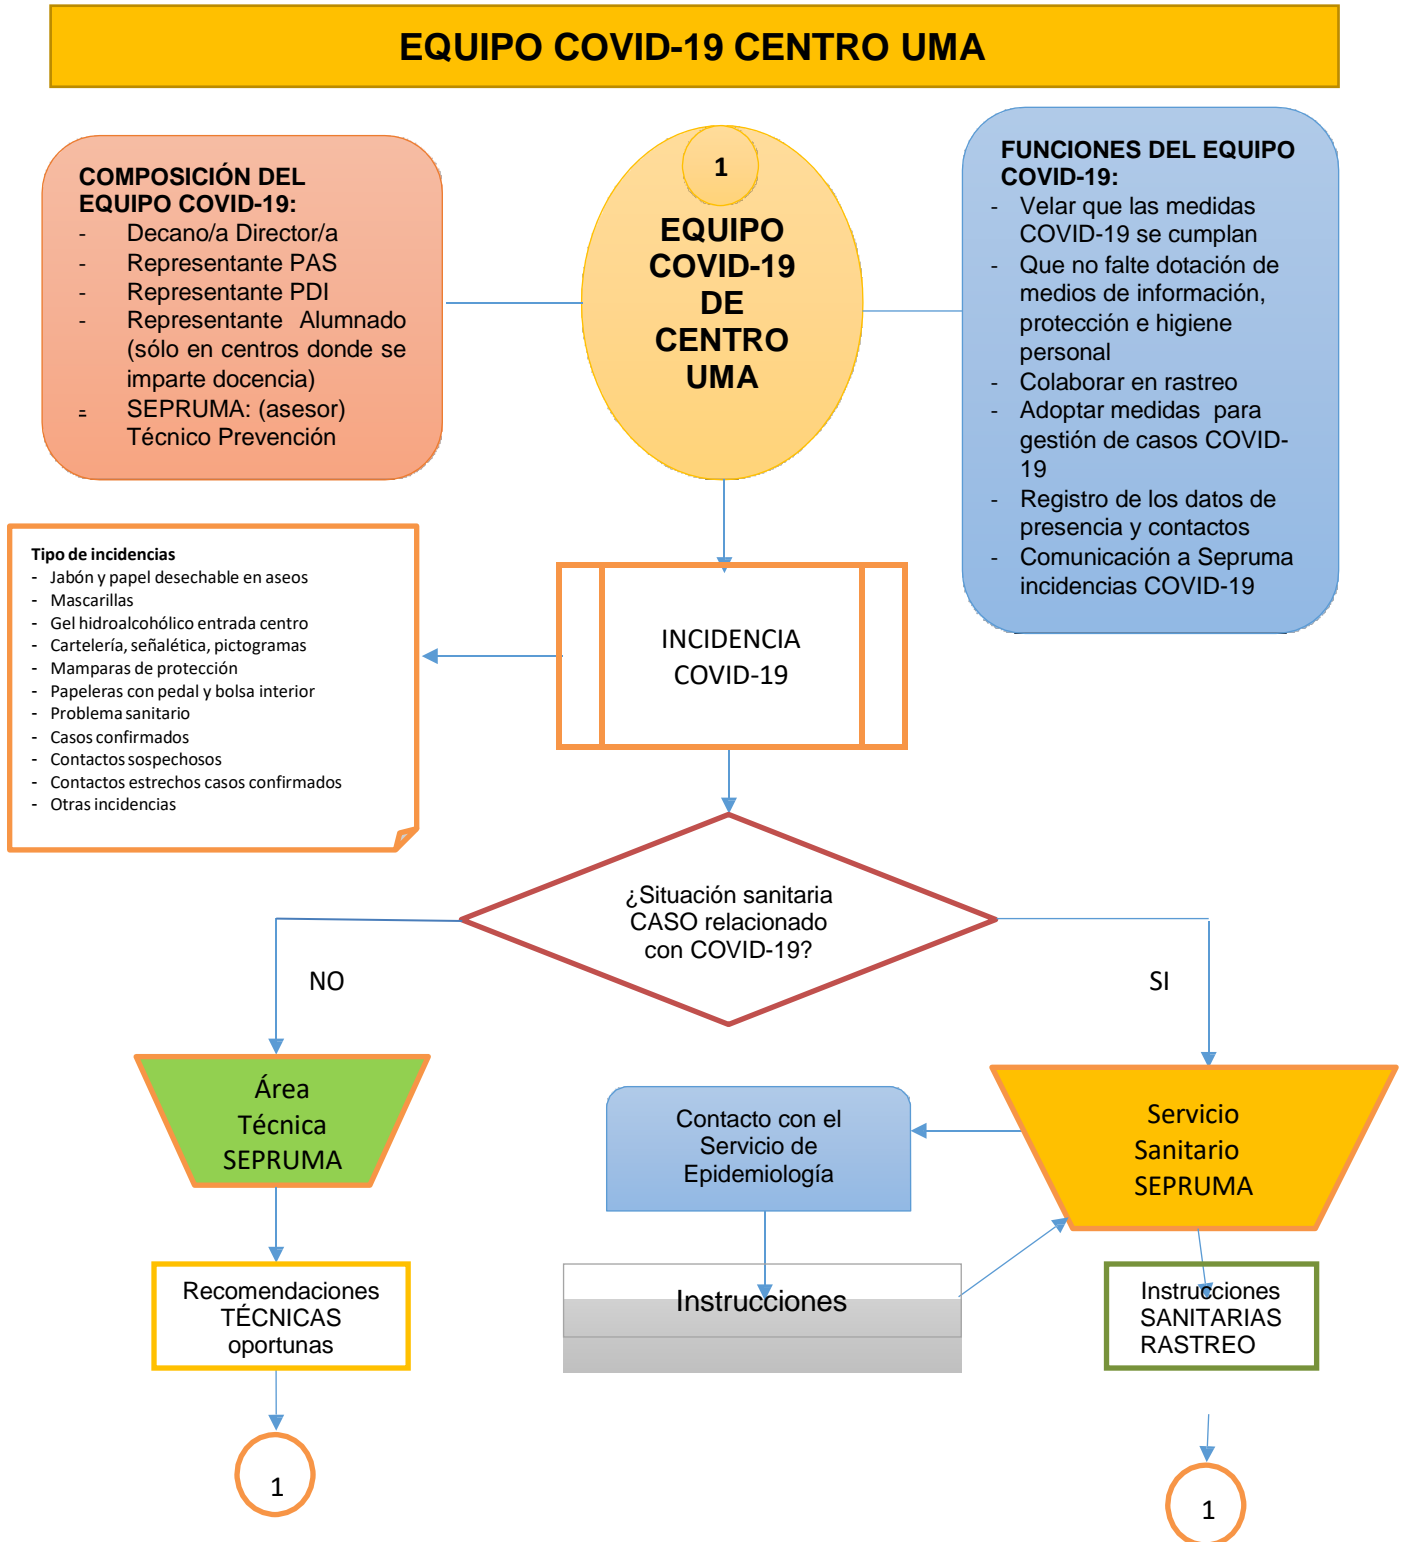 EQUIPO COVID-19 CENTRO UMA
COMPOSICIÓN DEL
EQUIPO COVID-19:
- Decano/a Director/a
- Representante PAS
- Representante PDI
- Representante Alumnado
(sólo en centros donde se
imparte docencia)
- SEPRUMA: (asesor)
Técnico Prevención
1
EQUIPO
COVID-19
DE
CENTRO
UMA
FUNCIONES DEL EQUIPO
COVID-19:
- Velar que las medidas
COVID-19 se cumplan
- Que no falte dotación de
medios de información,
protección e higiene
personal
- Colaborar en rastreo
- Adoptar medidas para
gestión de casos COVID-
19
- Registro de los datos de
presencia y contactos
- Comunicación a Sepruma
incidencias COVID-19
Tipo de incidencias
- Jabón y papel desechable en aseos
- Mascarillas
- Gel hidroalcohólico entrada centro
- Cartelería, señalética, pictogramas
- Mamparas de protección
- Papeleras con pedal y bolsa interior
- Problema sanitario
- Casos confirmados
- Contactos sospechosos
- Contactos estrechos casos confirmados
- Otras incidencias
INCIDENCIA
COVID-19
¿Situación sanitaria
CASO relacionado
con COVID-19?
NO
SI
Área
Técnica
SEPRUMA
Contacto con el
Servicio de
Epidemiología
Servicio
Sanitario
SEPRUMA
Recomendaciones
TÉCNICAS
oportunas
Instrucciones
Instrucciones
SANITARIAS
RASTREO
1
1